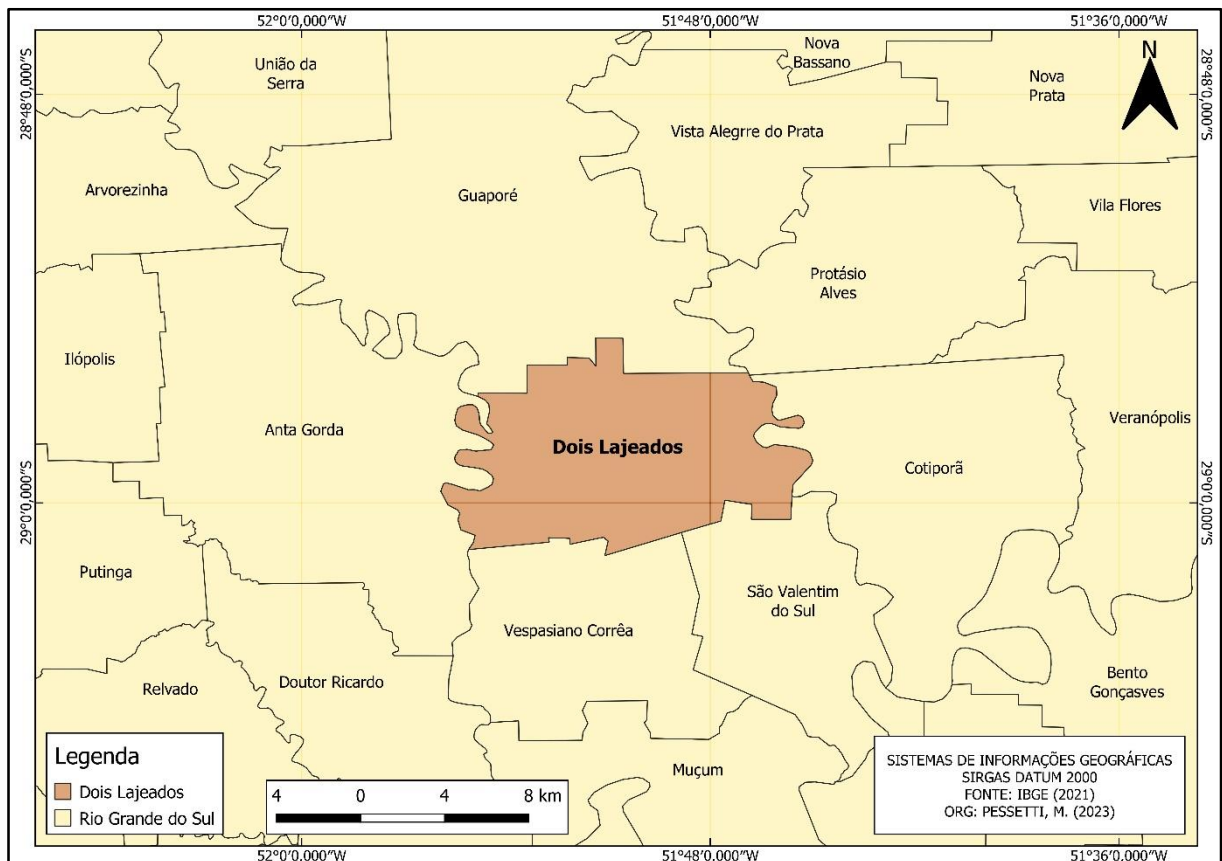 52°0'0,000"W
51°48'0,000"W
51°36'0,000"W
28°48'0,000"S
28°48'0,000"S
N
União da
Serra
Nova
Bassano
Nova
Prata
Vista Alegrre do Prata
Arvorezinha
Guaporé
Vila Flores
Protásio
Alves
Ilópolis
Anta Gorda
Dois Lajeados
Cotiporã
Veranópolis
29°0'0,000"S
29°0'0,000"S
Putinga
São Valentim
do Sul
Vespasiano Corrêa
Relvado
Doutor Ricardo
Bento
Gonçasves
Muçum
Legenda
Dois Lajeados
Rio Grande do Sul
4 0 4 8 km
SISTEMAS DE INFORMAÇÕES GEOGRÁFICAS
SIRGAS DATUM 2000
FONTE: IBGE (2021)
ORG: PESSETTI, M. (2023)
52°0'0,000"W
51°48'0,000"W
51°36'0,000"W